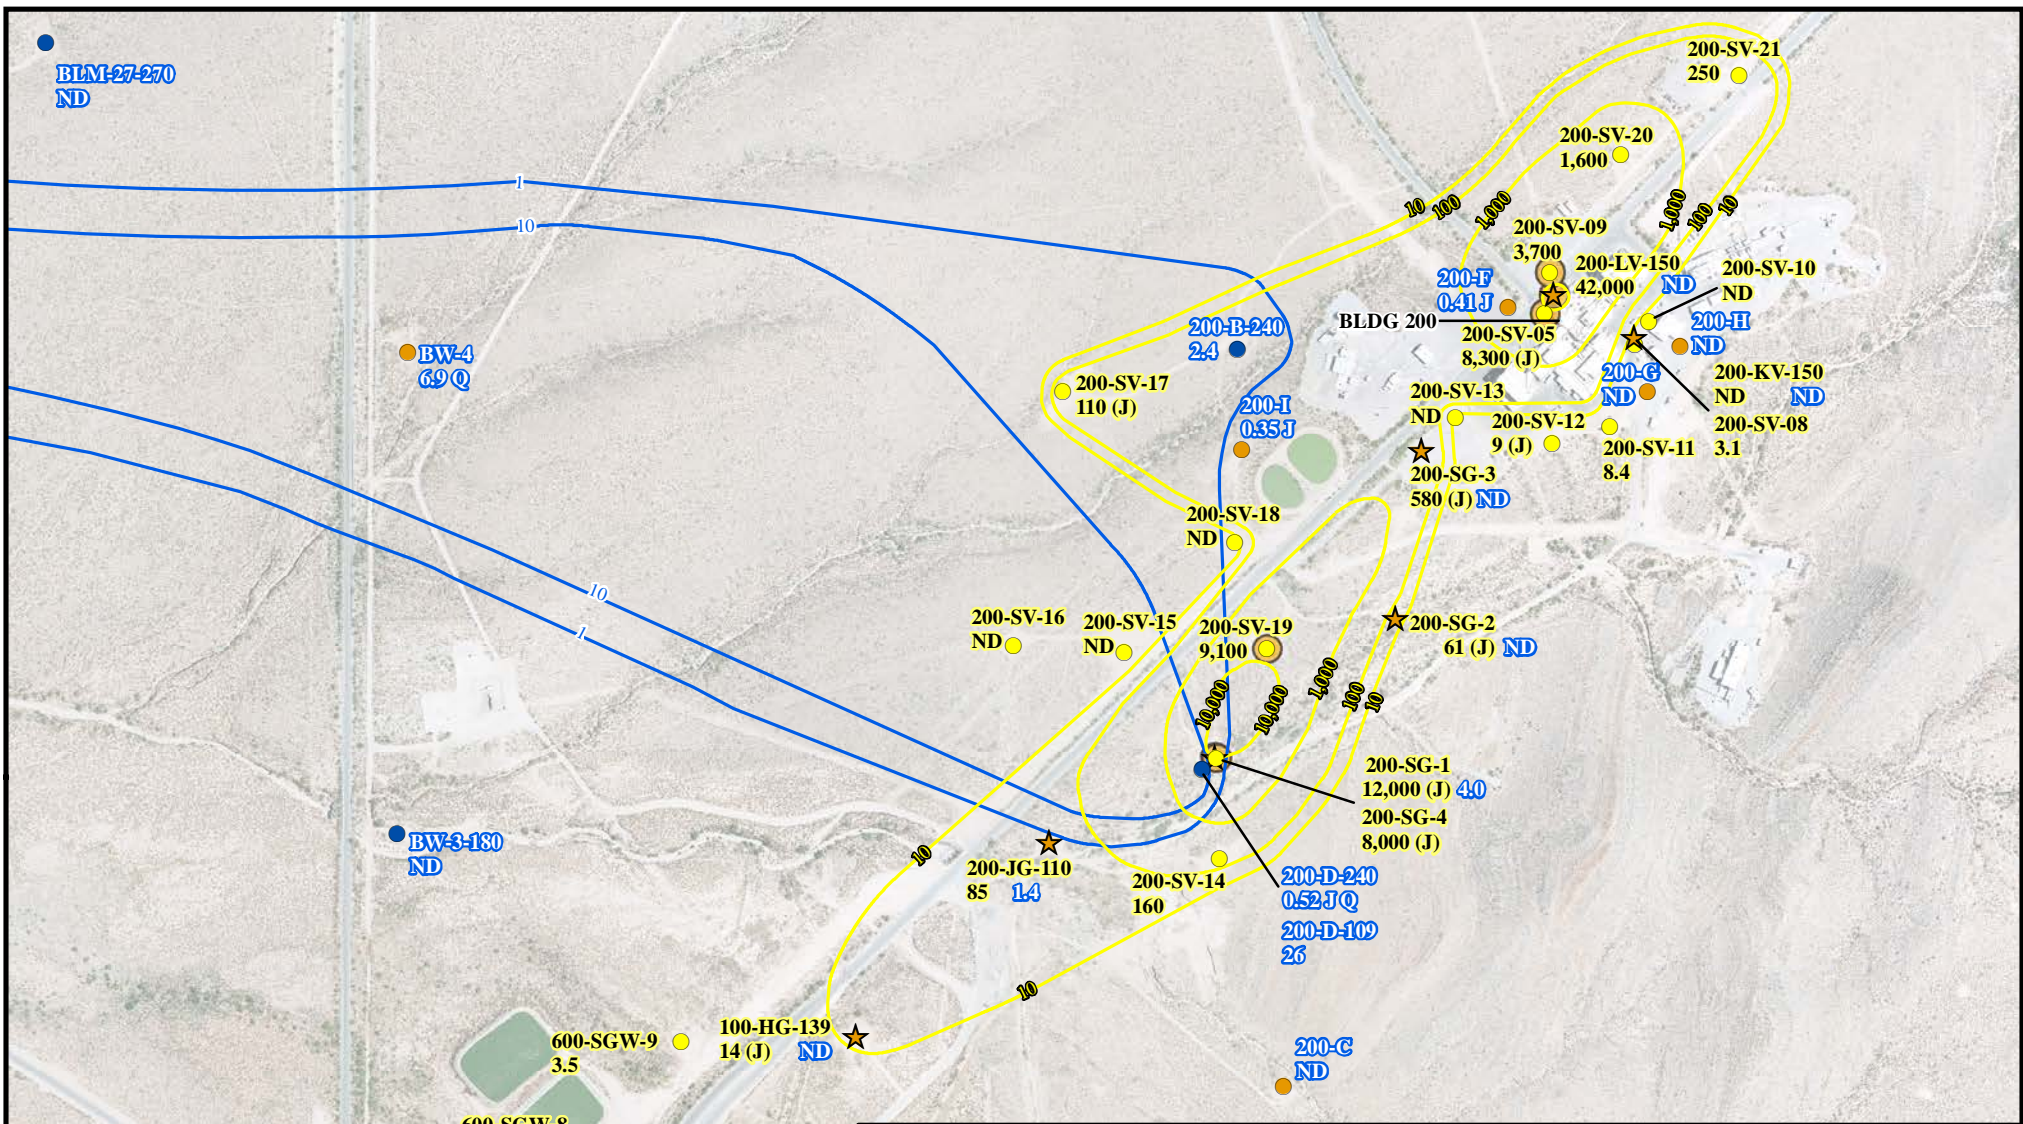 BLM-27-270
ND
200-SV-21
250
200-SV-20
1,600
1
10
10
100
1,000
1,000
100
10
200-SV-09
3,700
200-LV-150
42,000
ND
200-SV-10
ND
200-F
0.41 J
BLDG 200
200-SV-05
8,300 (J)
200-H
ND
200-B-240
2.4
BW-4
6.9 Q
200-SV-17
110 (J)
200-I
0.35 J
200-SV-13
ND
200-G
ND
200-KV-150
ND
ND
200-SV-12
9 (J)
200-SV-08
3.1
200-SV-11
8.4
200-SG-3
580 (J) ND
200-SV-18
ND
10
1
200-SV-16
ND
200-SV-15
ND
200-SV-19
9,100
200-SG-2
61 (J) ND
10,000
10,000
1,000
100
10
200-SG-1
12,000 (J) 4.0
200-SG-4
8,000 (J)
BW-3-180
ND
10
200-JG-110
85 1.4
200-SV-14
160
200-D-240
0.52 J Q
200-D-109
26
10
600-SGW-9
3.5
100-HG-139
14 (J) ND
200-C
ND
600-SGW-8